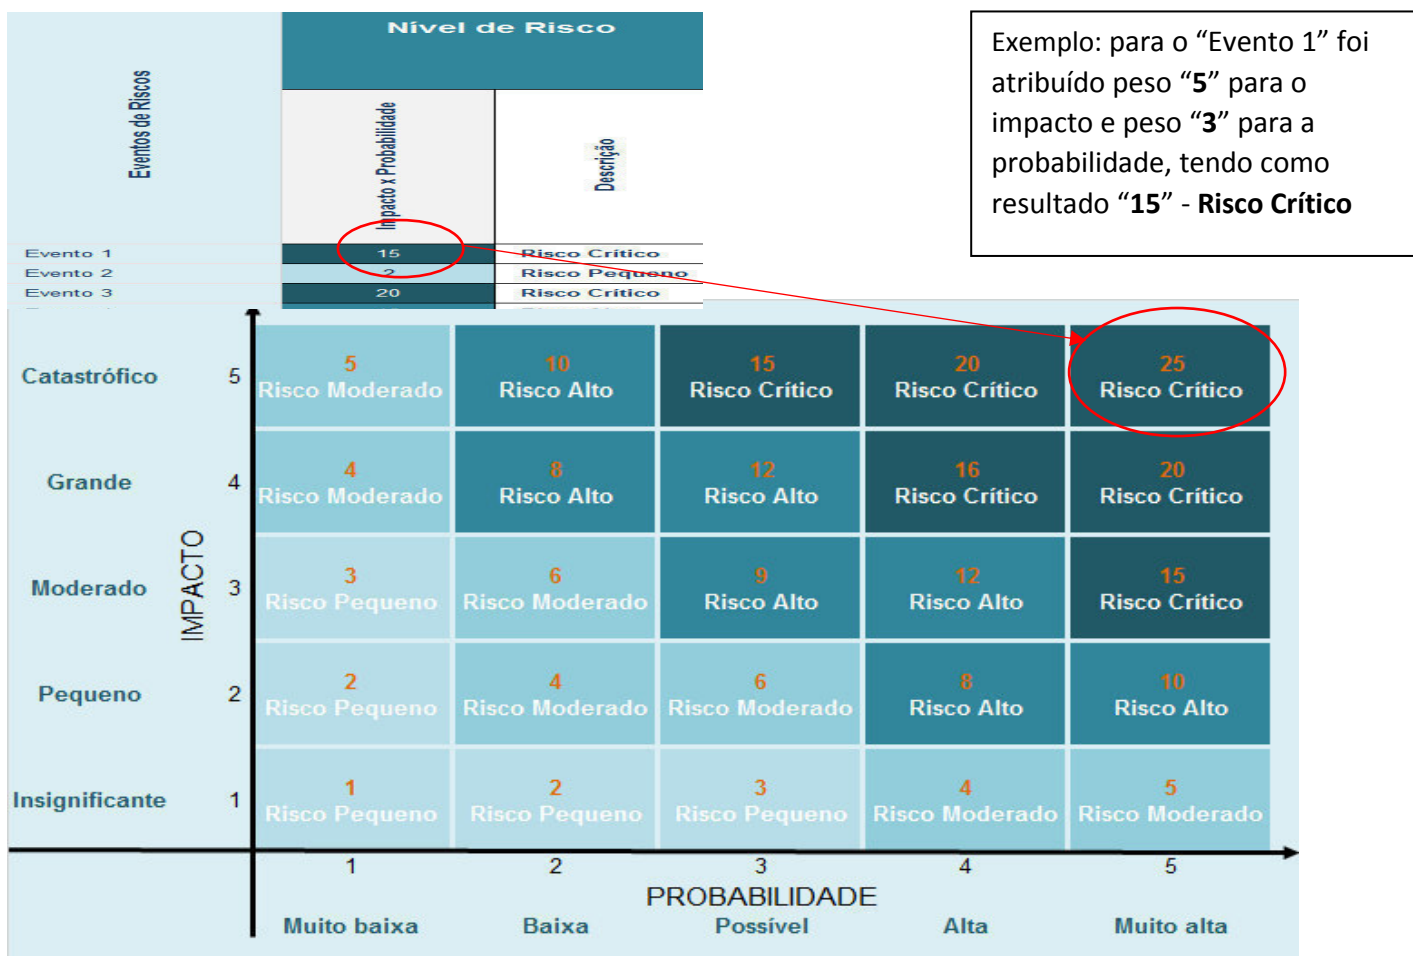 Nível de Risco
Eventos de Riscos
Impacto x Probabilidade
Descrição
Evento 1 15 Risco Crítico
Evento 2 2 Risco Pequeno
Evento 3 20 Risco Crítico
Exemplo: para o “Evento 1” foi
atribuído peso “5” para o
impacto e peso “3” para a
probabilidade, tendo como
resultado “15” - Risco Crítico
IMPACTO
5 10 15 20 25
Catastrófico 5 Risco Moderado Risco Alto Risco Crítico Risco Crítico Risco Crítico
4 8 12 16 20
Grande 4 Risco Moderado Risco Alto Risco Alto Risco Crítico Risco Crítico
3 6 9 12 15
Moderado 3 Risco Pequeno Risco Moderado Risco Alto Risco Alto Risco Crítico
2 4 6 8 10
Pequeno 2 Risco Pequeno Risco Moderado Risco Moderado Risco Alto Risco Alto
1 2 3 4 5
Insignificante 1 Risco Pequeno Risco Pequeno Risco Pequeno Risco Moderado Risco Moderado
1 2 3 4 5
PROBABILIDADE
Muito baixa Baixa Possível Alta Muito alta